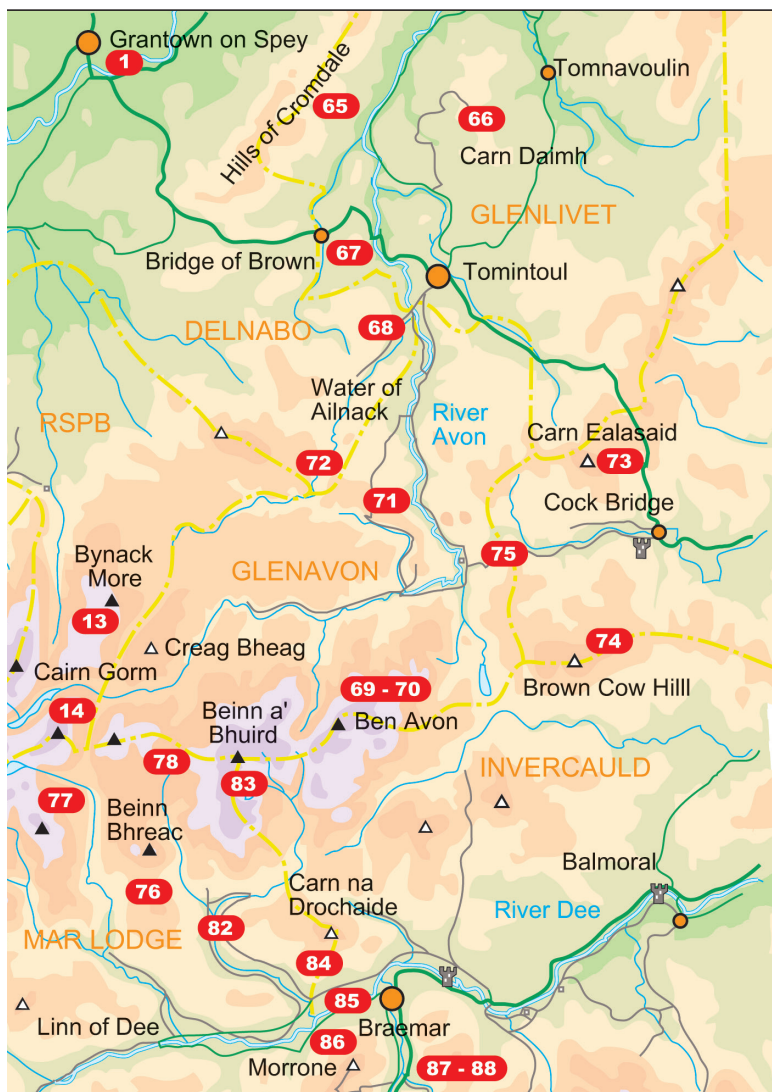 Grantown on Spey
1
Hills of Cromdale
65
Tomnavoulin
66
Carn Daimh
GLENLIVET
Bridge of Brown
67
Tomintoul
DELNABO
68
Water of
Ailnack
River
Avon
RSPB
Carn Ealasaid
72
73
71
Cock Bridge
Bynack
More
75
GLENAVON
13
Creag Bheag
74
Cairn Gorm
69 - 70
Brown Cow Hilll
14
Beinn a'
Bhuird
Ben Avon
78
83
INVERCAULD
77
Beinn
Bhreac
Balmoral
76
Carn na
Drochaide
River Dee
82
MAR LODGE
84
85
Linn of Dee
Braemar
86
Morrone
87 - 88